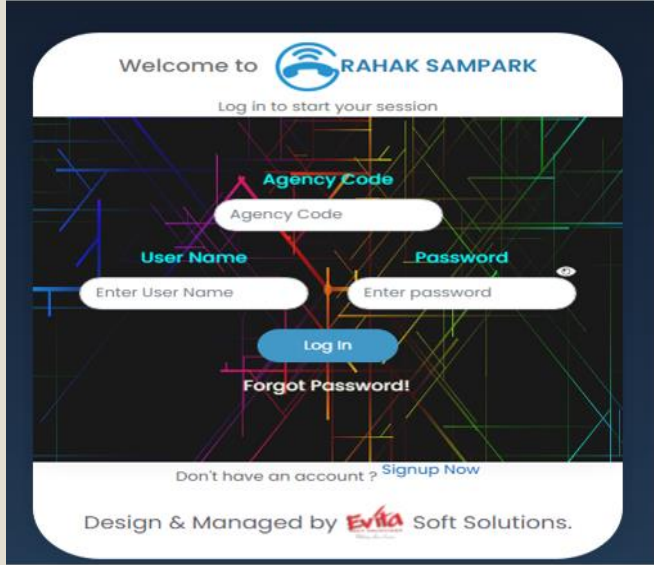 Welcome to GRAHAK SAMPARK
Log in to start your session
Agency Code
Agency Code
User Name Password
Enter User Name Enter password
Log In
Forgot Password!
Don't have an account ? Signup Now
Design & Managed by Evita Soft Solutions.